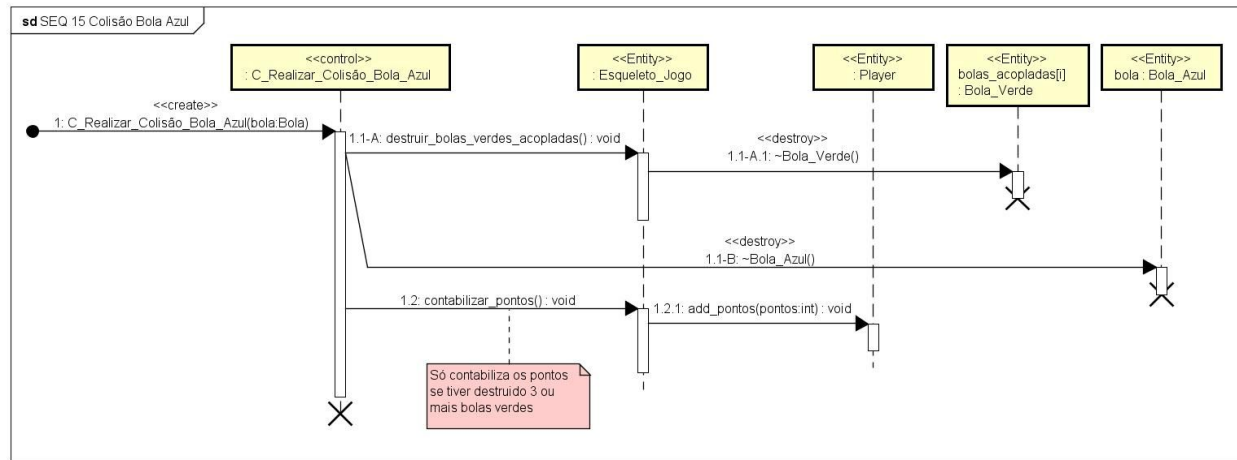 sd SEQ 15 Colisão Bola Azul
<<control>>
: C_Realizar_Colisão_Bola_Azul
<<Entity>>
: Esqueleto_Jogo
<<Entity>>
: Player
<<Entity>>
bolas_acopladas[i]
: Bola_Verde
<<Entity>>
bola : Bola_Azul
<<create>>
1: C_Realizar_Colisão_Bola_Azul(bola:Bola)
1.1-A: destruir_bolas_verdes_acopladas() : void
<<destroy>>
1.1-A.1: ~Bola_Verde()
<<destroy>>
1.1-B: ~Bola_Azul()
1.2: contabilizar_pontos() : void
1.2.1: add_pontos(pontos:int) : void
Só contabiliza os pontos
se tiver destruido 3 ou
mais bolas verdes